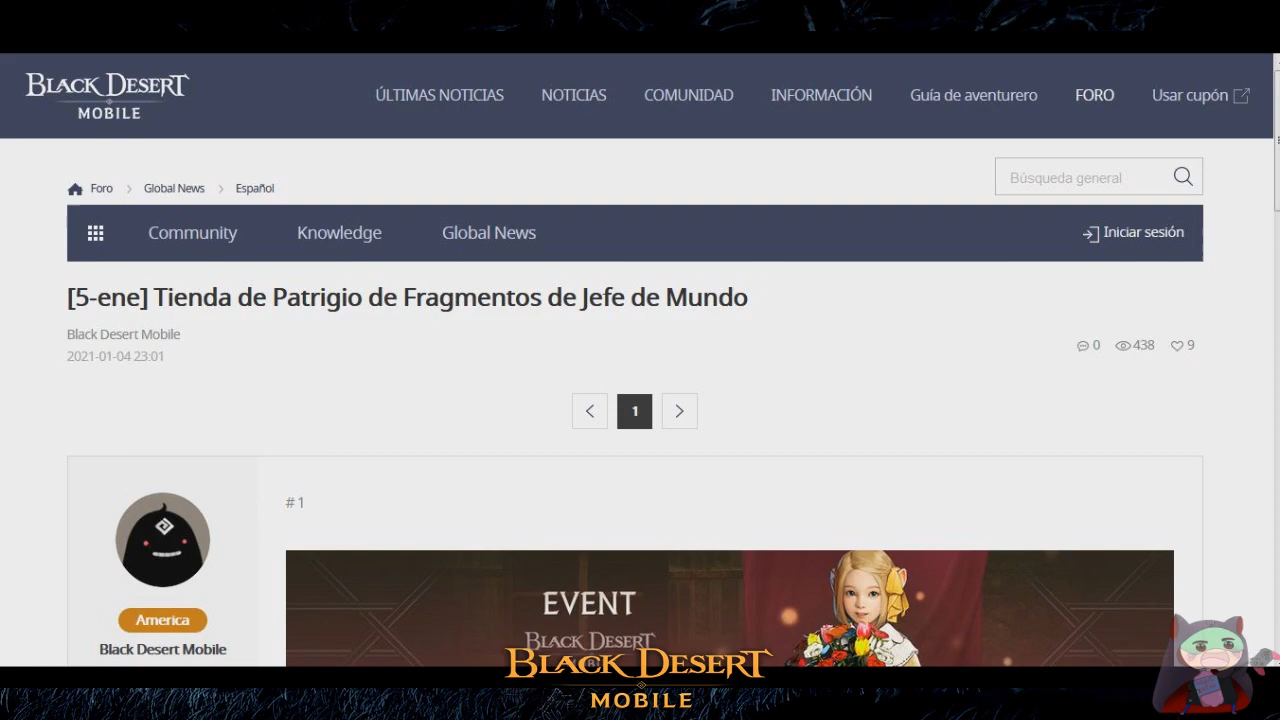 BLACK DESERT
MOBILE
ÚLTIMAS NOTICIAS
NOTICIAS
COMUNIDAD
INFORMACIÓN
Guía de aventurero
FORO
Usar cupón
Foro
Global News
Español
Búsqueda general
Community
Knowledge
Global News
Iniciar sesión
[5-ene] Tienda de Patrigio de Fragmentos de Jefe de Mundo
Black Desert Mobile
2021-01-04 23:01
0
438
9
1
# 1
America
Black Desert Mobile
EVENT
BLACK DESERT
BLACK DESERT
MOBILE